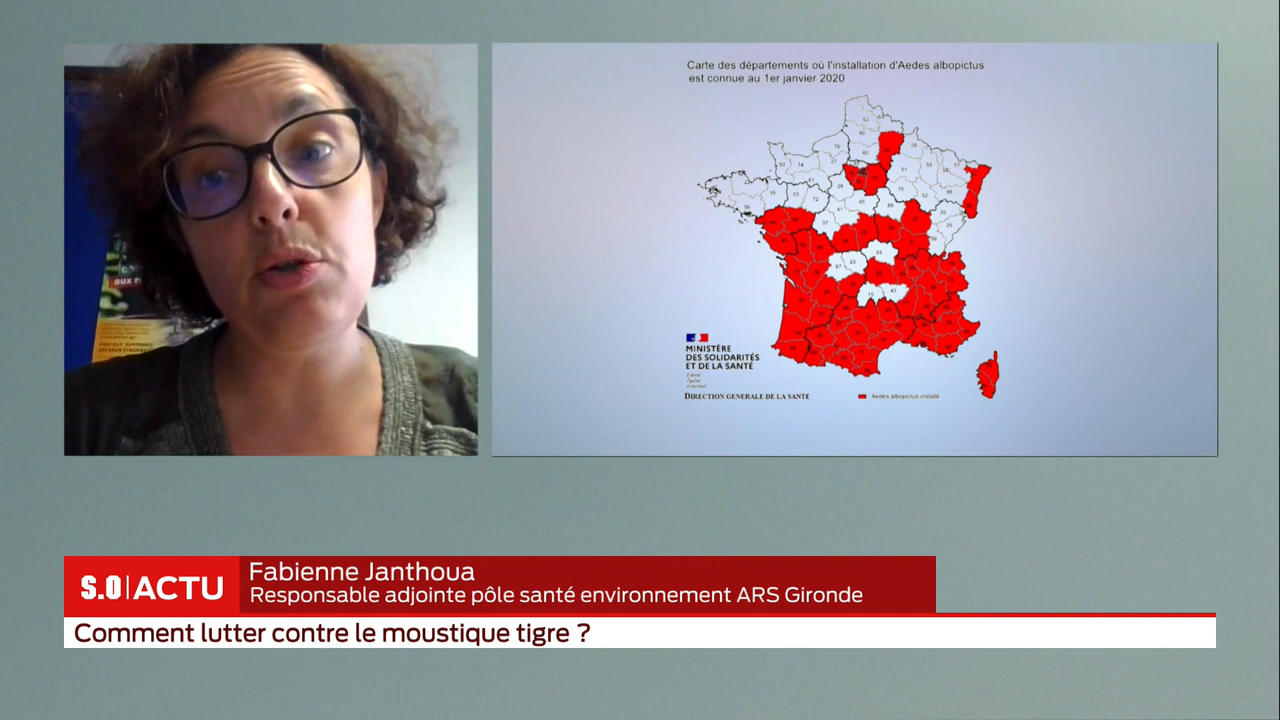 Carte des départements où l'installation d'Aedes albopictus
est connue au 1er janvier 2020
MINISTÈRE
DES SOLIDARITÉS
ET DE LA SANTÉ
DIRECTION GENERALE DE LA SANTE
Aedes albopictus installé
S.O|ACTU
Fabienne Janthoua
Responsable adjointe pôle santé environnement ARS Gironde
Comment lutter contre le moustique tigre ?